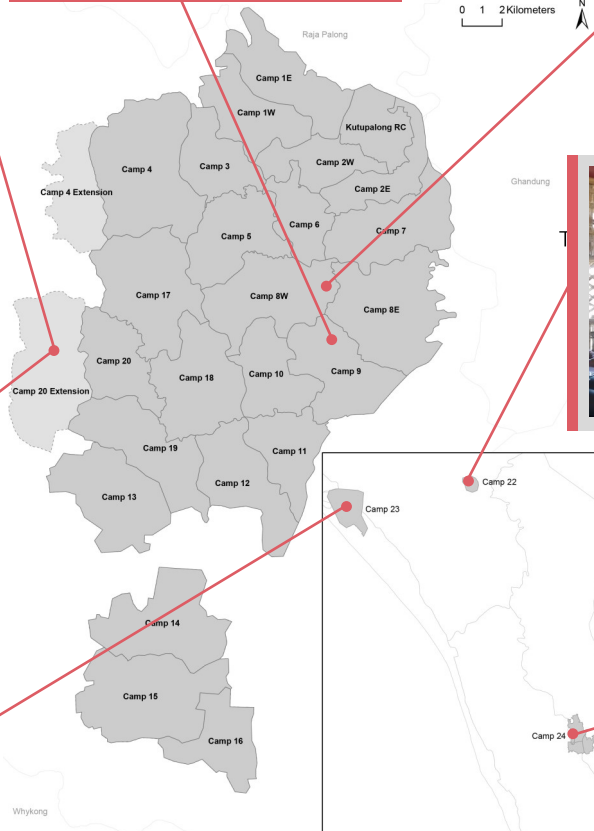 0 1 2 Kilometers
N
Raja Palong
Camp 1E
Camp 1W
Kutupalong RC
Camp 4
Camp 3
Camp 2W
Camp 2E
Ghandung
Camp 4 Extension
Camp 6
Camp 5
Camp 7
T
Camp 17
Camp 8W
Camp 8E
Camp 20
Camp 18
Camp 10
Camp 9
Camp 20 Extension
Camp 19
Camp 11
Camp 13
Camp 12
Camp 22
Camp 23
Camp 14
Camp 15
Camp 16
Camp 24
Whykong